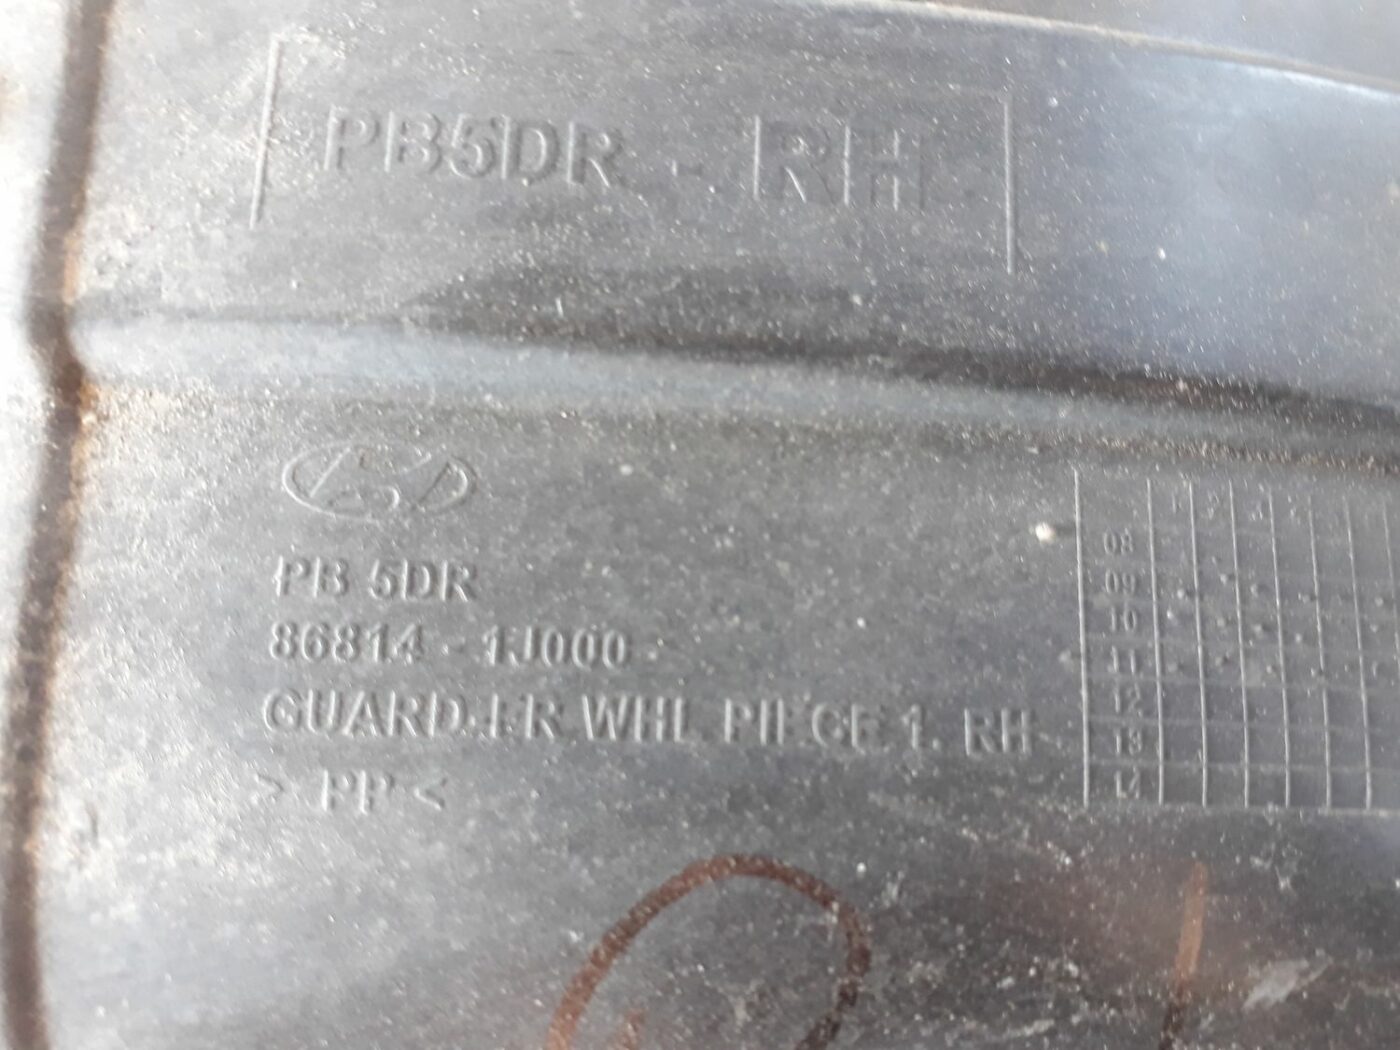 PB5DR - RH
PB 5DR
86814 - 1J000
GUARD.FR WHL PIECE 1. RH
> PP <
08
09
10
11
12
13
14